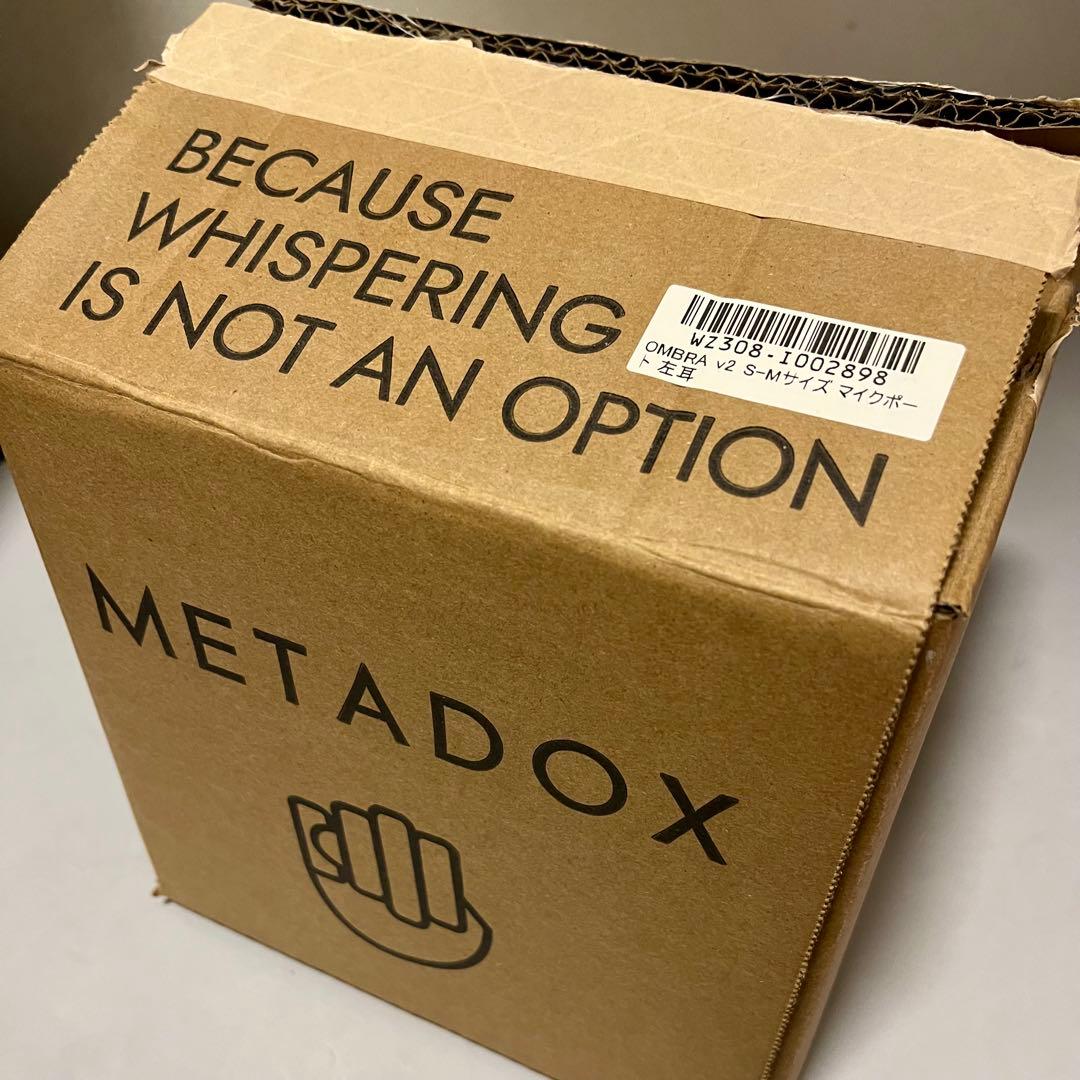 BECAUSE
WHISPERING
IS NOT AN OPTION
WZ308-I002898
OMBRA v2 S-Mサイズ マイクポー
ト 左耳
METADOX